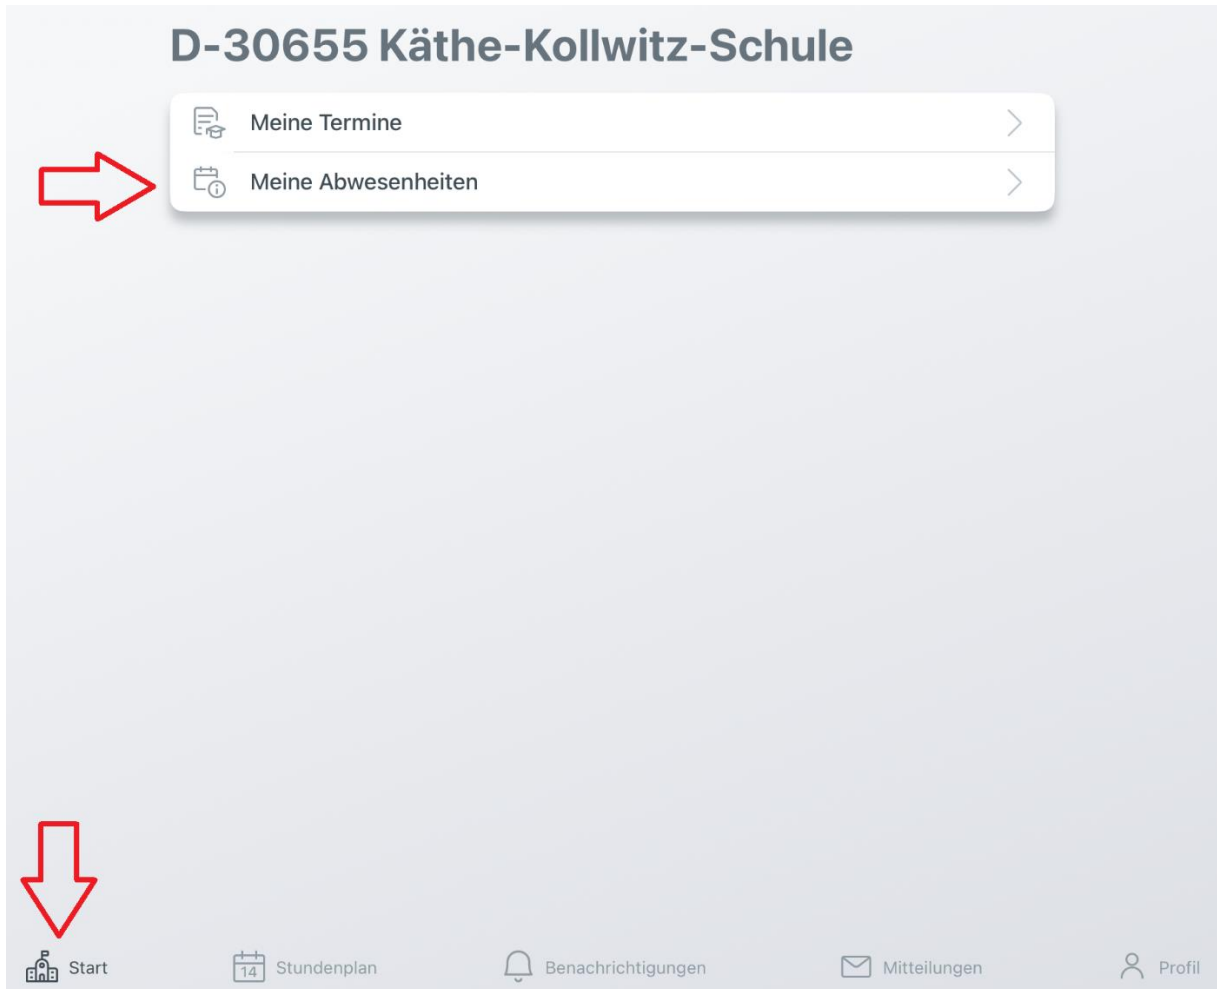 D-30655 Käthe-Kollwitz-Schule
Meine Termine
Meine Abwesenheiten
Start
14
Stundenplan
Benachrichtigungen
Mitteilungen
Profil